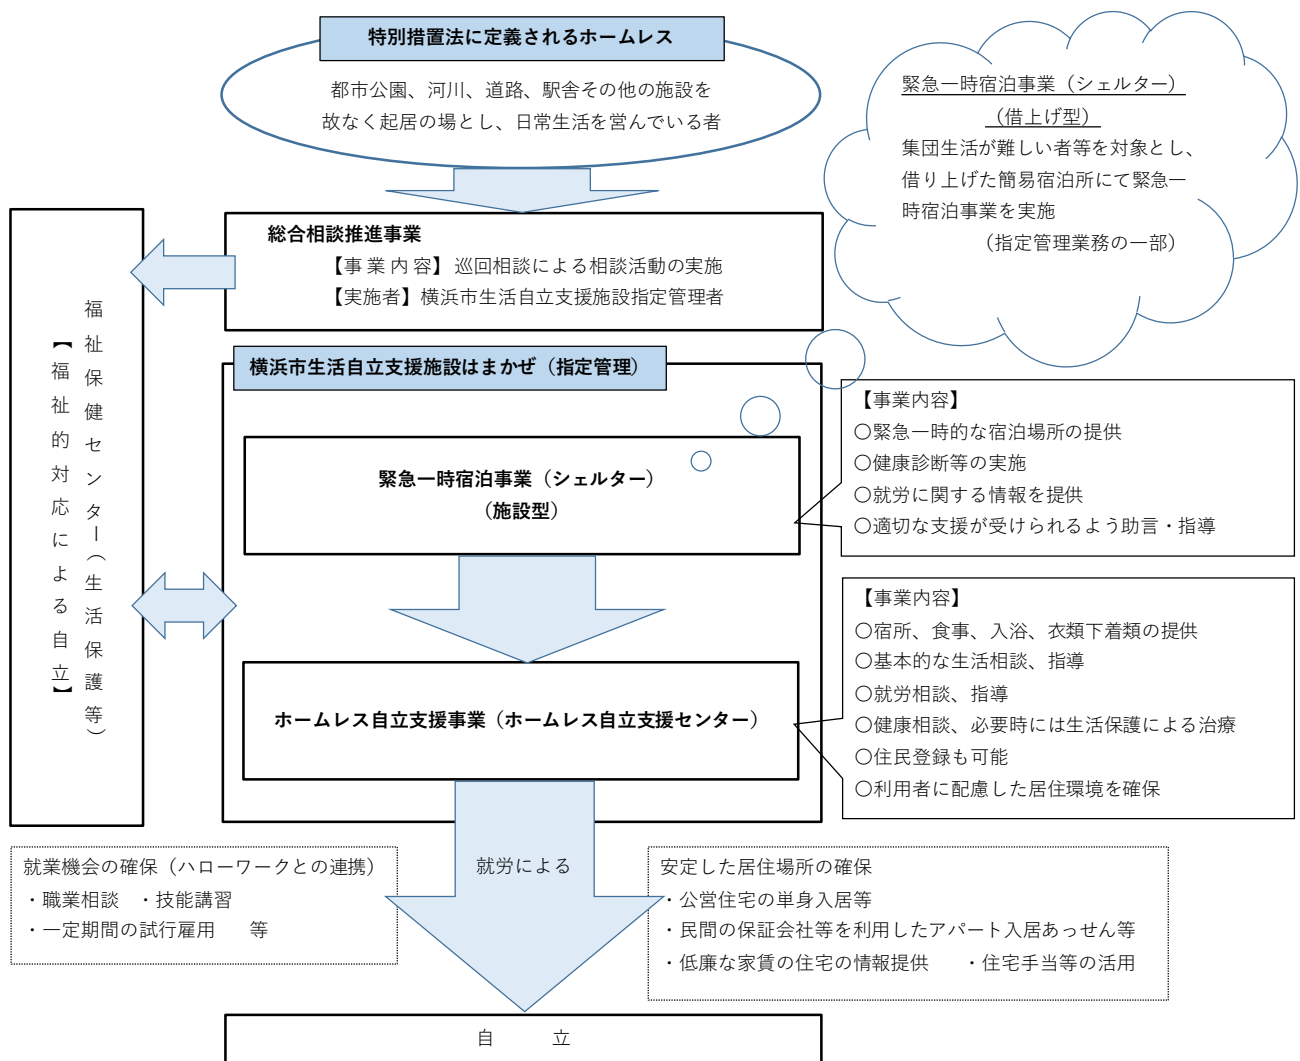 特別措置法に定義されるホームレス
都市公園、河川、道路、駅舎その他の施設を
故なく起居の場とし、日常生活を営んでいる者
緊急一時宿泊事業（シェルター）
（借上げ型）
集団生活が難しい者等を対象とし、
借り上げた簡易宿泊所にて緊急一
時宿泊事業を実施
（指定管理業務の一部）
総合相談推進事業
【事業内容】巡回相談による相談活動の実施
【実施者】横浜市生活自立支援施設指定管理者
福祉保健センター（生活保護等）
【福祉的対応による自立】
横浜市生活自立支援施設はまかぜ（指定管理）
緊急一時宿泊事業（シェルター）
（施設型）
【事業内容】
〇緊急一時的な宿泊場所の提供
〇健康診断等の実施
〇就労に関する情報を提供
〇適切な支援が受けられるよう助言・指導
ホームレス自立支援事業（ホームレス自立支援センター）
【事業内容】
〇宿所、食事、入浴、衣類下着類の提供
〇基本的な生活相談、指導
〇就労相談、指導
〇健康相談、必要時には生活保護による治療
〇住民登録も可能
〇利用者に配慮した居住環境を確保
就業機会の確保（ハローワークとの連携）
・職業相談　・技能講習
・一定期間の試行雇用　　等
就労による
安定した居住場所の確保
・公営住宅の単身入居等
・民間の保証会社等を利用したアパート入居あっせん等
・低廉な家賃の住宅の情報提供　　・住宅手当等の活用
自　　　立